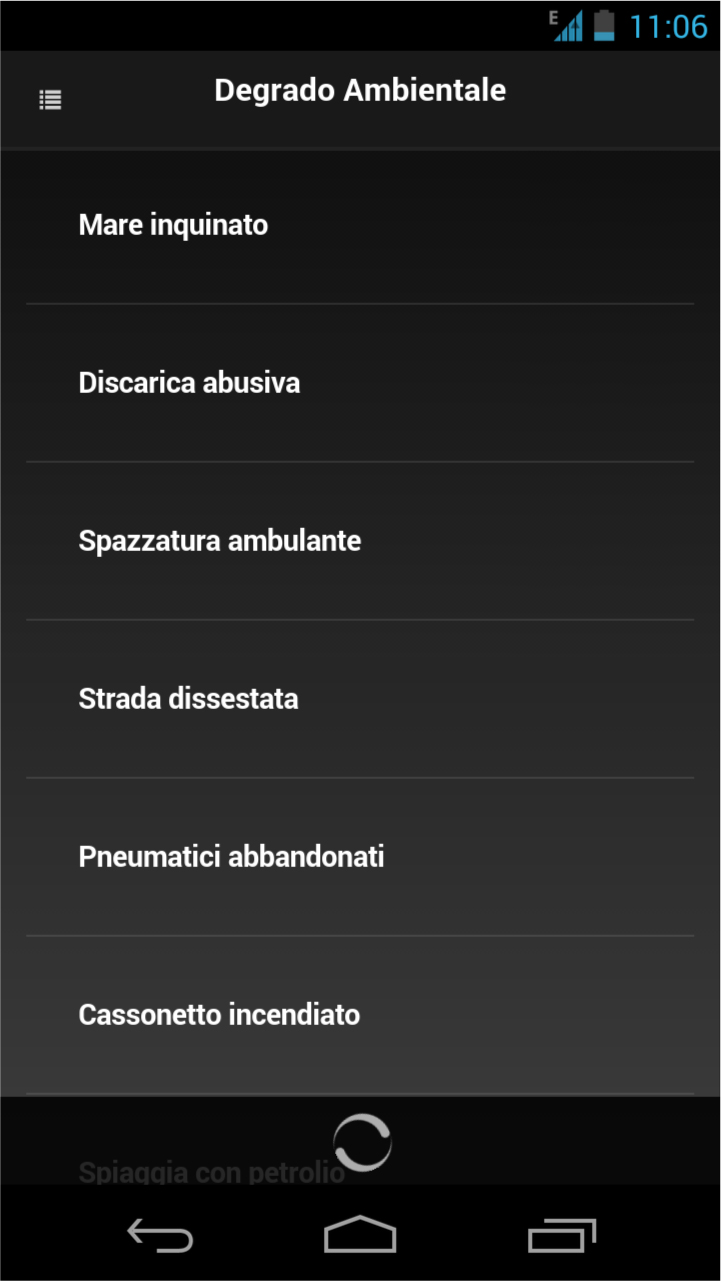 E 11:06
Degrado Ambientale
Mare inquinato
Discarica abusiva
Spazzatura ambulante
Strada dissestata
Pneumatici abbandonati
Cassonetto incendiato
Spiaggia con petrolio